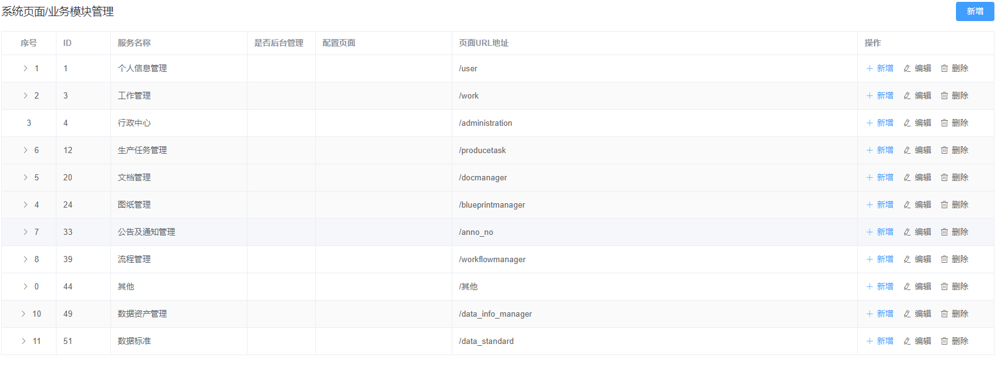 系统页面/业务模块管理 新增
序号 ID 服务名称 是否后台管理 配置页面 页面URL地址 操作
1 1 个人信息管理 /user 新增 编辑 删除
2 3 工作管理 /work 新增 编辑 删除
3 4 行政中心 /administration 新增 编辑 删除
6 12 生产任务管理 /producetask 新增 编辑 删除
5 20 文档管理 /docmanager 新增 编辑 删除
4 24 图纸管理 /blueprintmanager 新增 编辑 删除
7 33 公告及通知管理 /anno_no 新增 编辑 删除
8 39 流程管理 /workflowmanager 新增 编辑 删除
0 44 其他 /其他 新增 编辑 删除
10 49 数据资产管理 /data_info_manager 新增 编辑 删除
11 51 数据标准 /data_standard 新增 编辑 删除